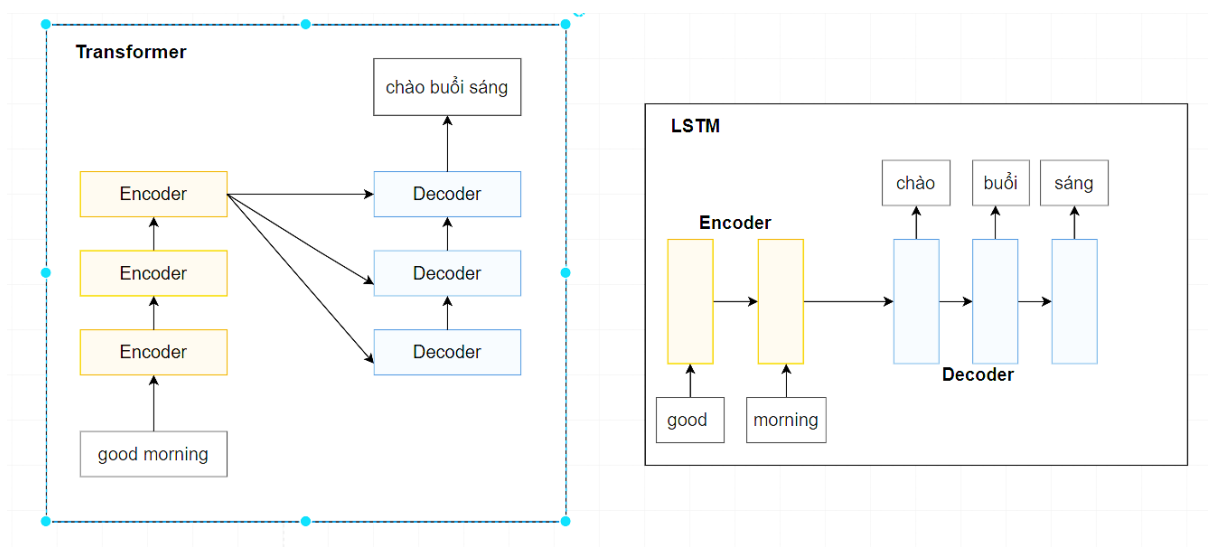 Transformer
chào buổi sáng
Encoder
Decoder
Encoder
Decoder
Encoder
Decoder
good morning
LSTM
chào
buổi
sáng
Encoder
Decoder
good
morning